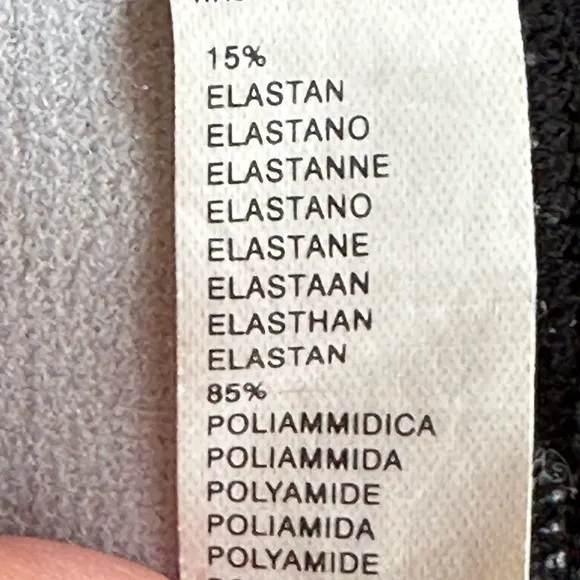 15%
ELASTAN
ELASTANO
ELASTANNE
ELASTANO
ELASTANE
ELASTAAN
ELASTHAN
ELASTAN
85%
POLIAMMIDICA
POLIAMMIDA
POLYAMIDE
POLIAMIDA
POLYAMIDE